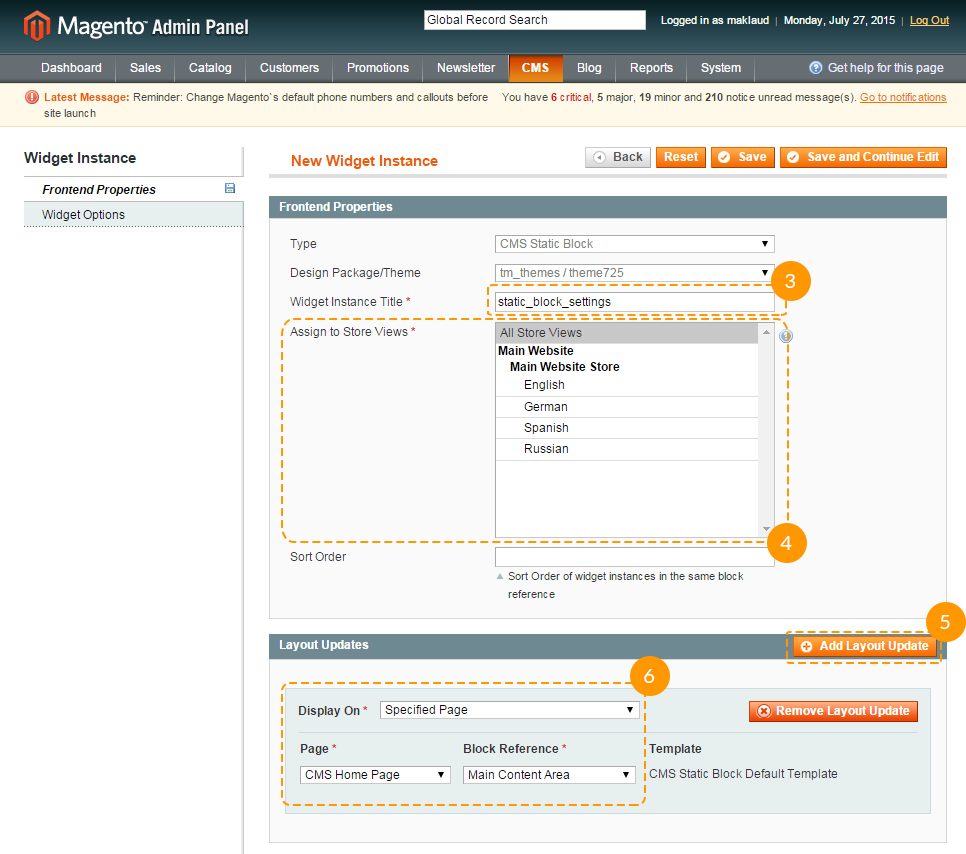 Magento Admin Panel
Global Record Search
Logged in as maklaud | Monday, July 27, 2015 | Log Out
Dashboard Sales Catalog Customers Promotions Newsletter CMS Blog Reports System Get help for this page
Latest Message: Reminder: Change Magento`s default phone numbers and callouts before
site launch
You have 6 critical, 5 major, 19 minor and 210 notice unread message(s). Go to notifications
Widget Instance
Frontend Properties
Widget Options
New Widget Instance
Back Reset Save Save and Continue Edit
Frontend Properties
Type CMS Static Block
Design Package/Theme tm_themes / theme725
3
Widget Instance Title * static_block_settings
Assign to Store Views * All Store Views
Main Website
Main Website Store
English
German
Spanish
Russian
4
Sort Order
Sort Order of widget instances in the same block
reference
5
Layout Updates Add Layout Update
6
Display On * Specified Page Remove Layout Update
Page * Block Reference * Template
CMS Home Page Main Content Area CMS Static Block Default Template